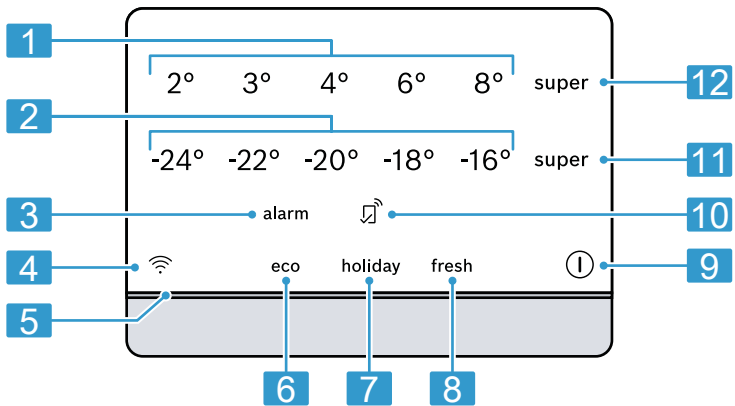 1
2° 3° 4° 6° 8° super 12
2
-24° -22° -20° -18° -16° super 11
3 alarm 10
4 eco holiday fresh 9
5
6 7 8